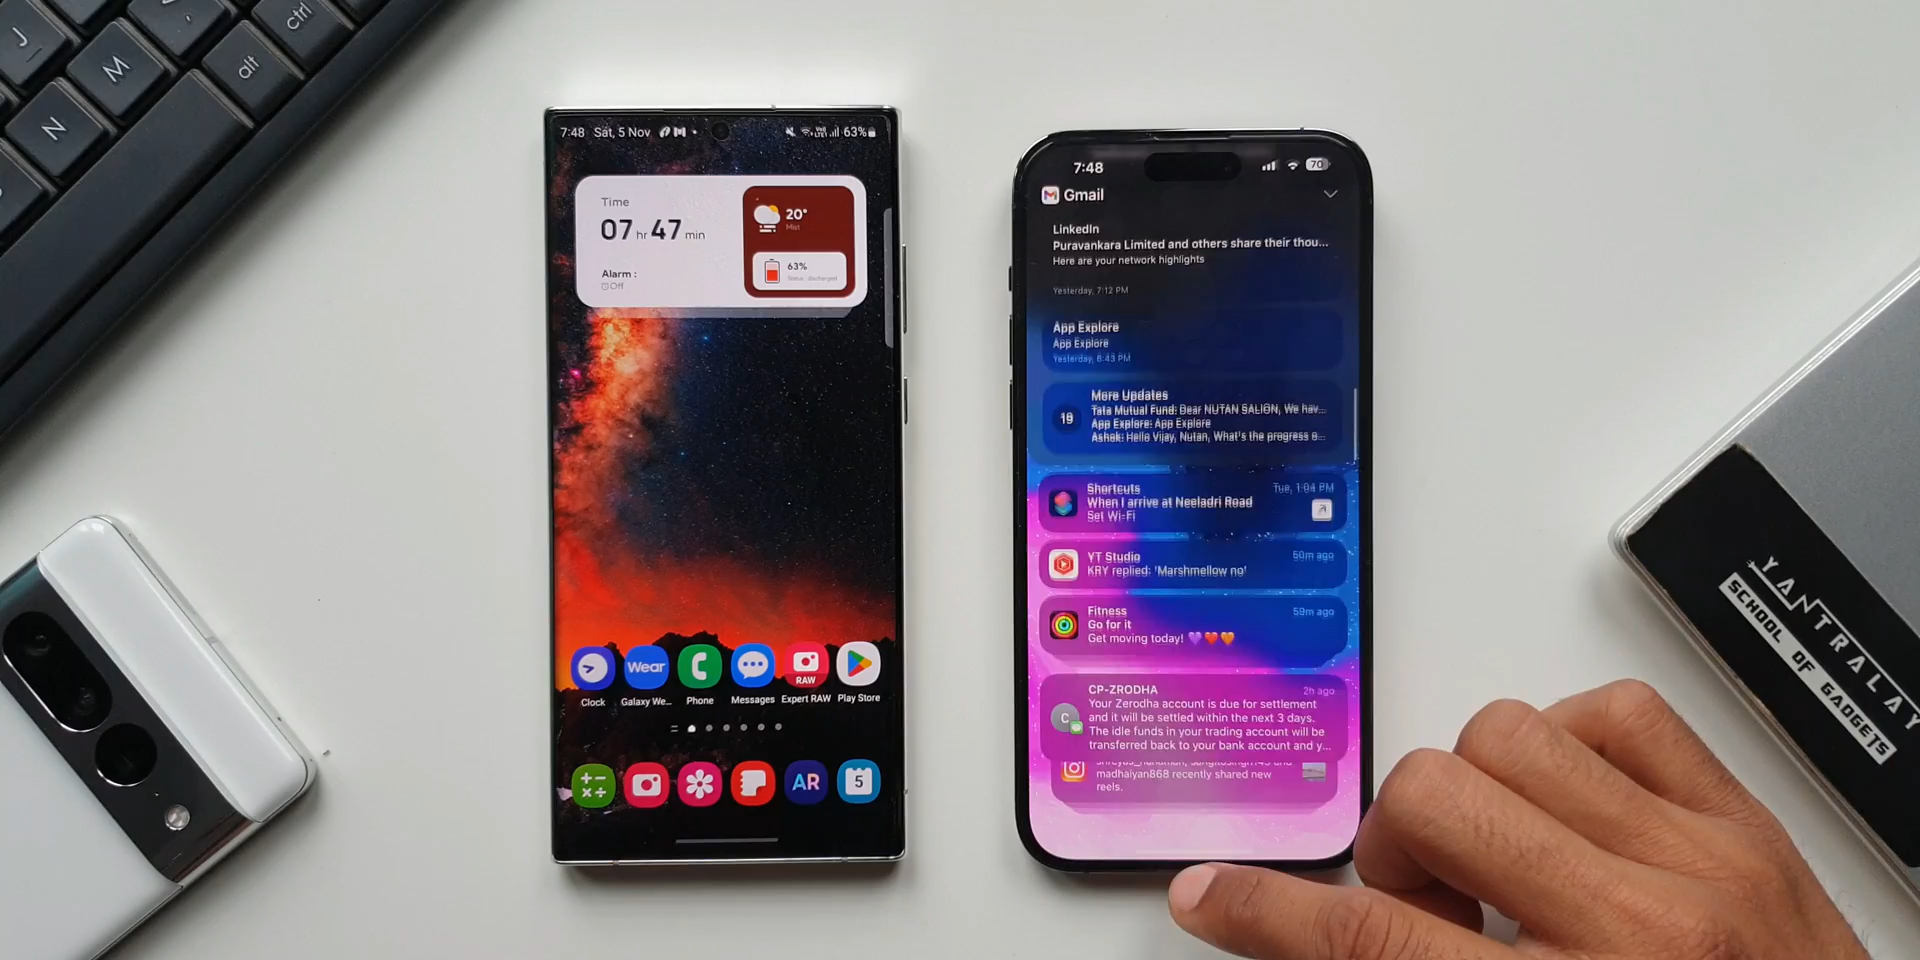 J
M
N
alt
ctrl
7:48 Sat, 5 Nov
63%
Time
07 hr 47 min
Alarm :
Off
20°
Mist
63%
Status : discharged
Wear
RAW
Clock
Galaxy We...
Phone
Messages
Expert RAW
Play Store
AR
5
7:48
70
Gmail
LinkedIn
Puravankara Limited and others share their thou...
Here are your network highlights
Yesterday, 7:12 PM
App Explore
App Explore
Yesterday, 6:43 PM
19
More Updates
Tata Mutual Fund: Dear NUTAN SALION, We hav...
App Explore: App Explore
Ashok: Hello Vijay, Nutan, What's the progress o...
Shortcuts
Tue, 1:04 PM
When I arrive at Neeladri Road
Set Wi-Fi
YT Studio
50m ago
KRY replied: 'Marshmellow no'
Fitness
59m ago
Go for it
Get moving today! 💜❤️🧡
C
CP-ZRODHA
2h ago
Your Zerodha account is due for settlement
and it will be settled within the next 3 days.
The idle funds in your trading account will be
transferred back to your bank account and y...
madhaiyan868 recently shared new
reels.
YANTRALAY
SCHOOL OF GADGETS